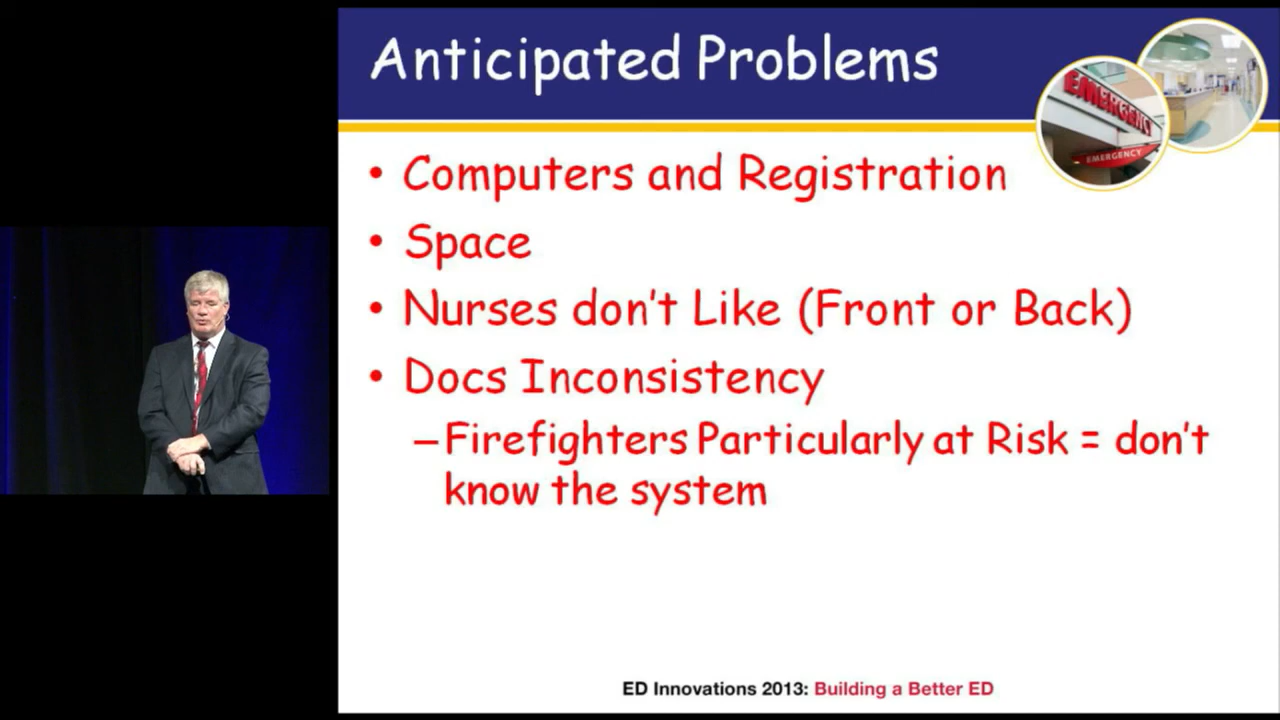 Anticipated Problems
EMERGENCY
EMERGENCY
• Computers and Registration
• Space
• Nurses don't Like (Front or Back)
• Docs Inconsistency
–Firefighters Particularly at Risk = don't
know the system
ED Innovations 2013: Building a Better ED